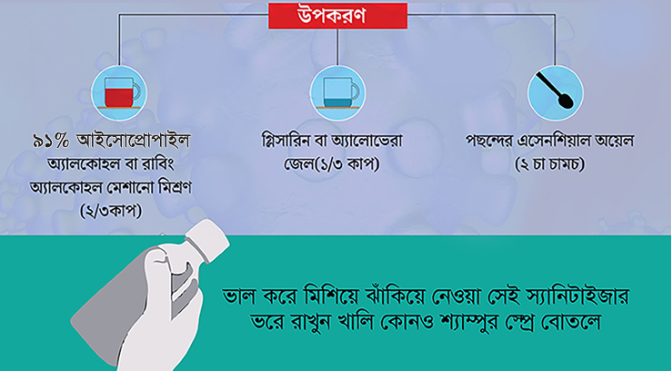 উপকরণ
৯১% আইসোপ্রোপাইল
অ্যালকোহল বা রাবিং
অ্যালকোহল মেশানো মিশ্রণ
(২/৩কাপ)
গ্লিসারিন বা অ্যালোভেরা
জেল(১/৩ কাপ)
পছন্দের এসেনশিয়াল অয়েল
(২ চা চামচ)
ভাল করে মিশিয়ে ঝাঁকিয়ে নেওয়া সেই স্যানিটাইজার
ভরে রাখুন খালি কোনও শ্যাম্পুর স্প্রে বোতলে